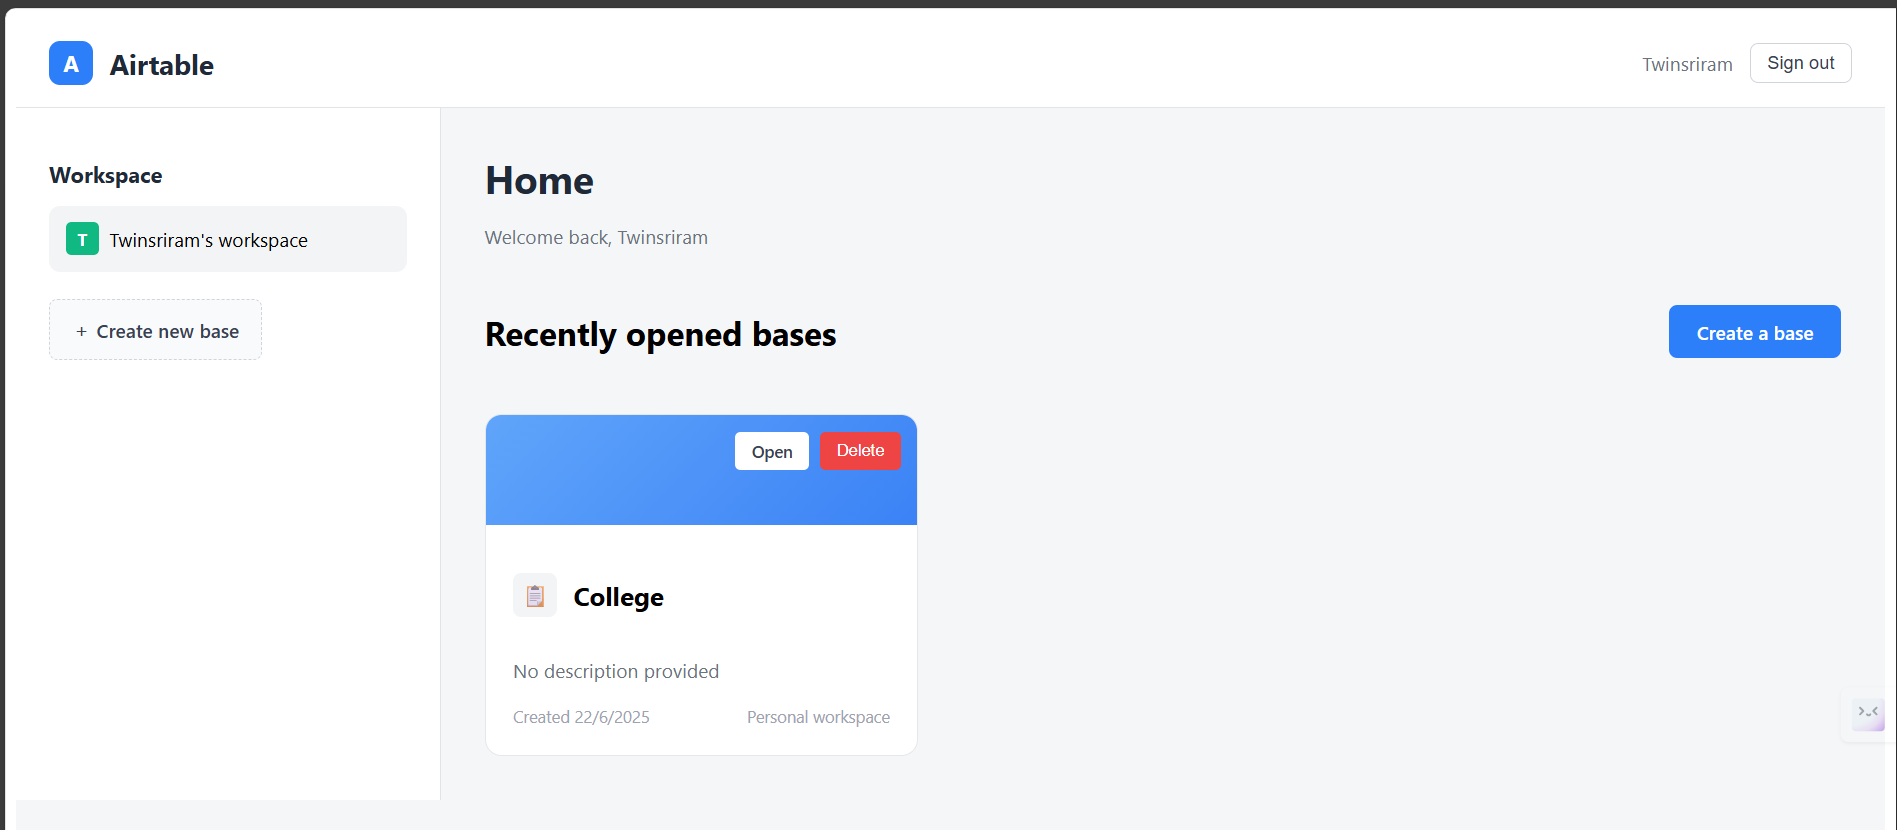 A Airtable
Twinsriram
Sign out
Workspace
T Twinsriram's workspace
+ Create new base
Home
Welcome back, Twinsriram
Recently opened bases
Create a base
Open
Delete
College
No description provided
Created 22/6/2025
Personal workspace